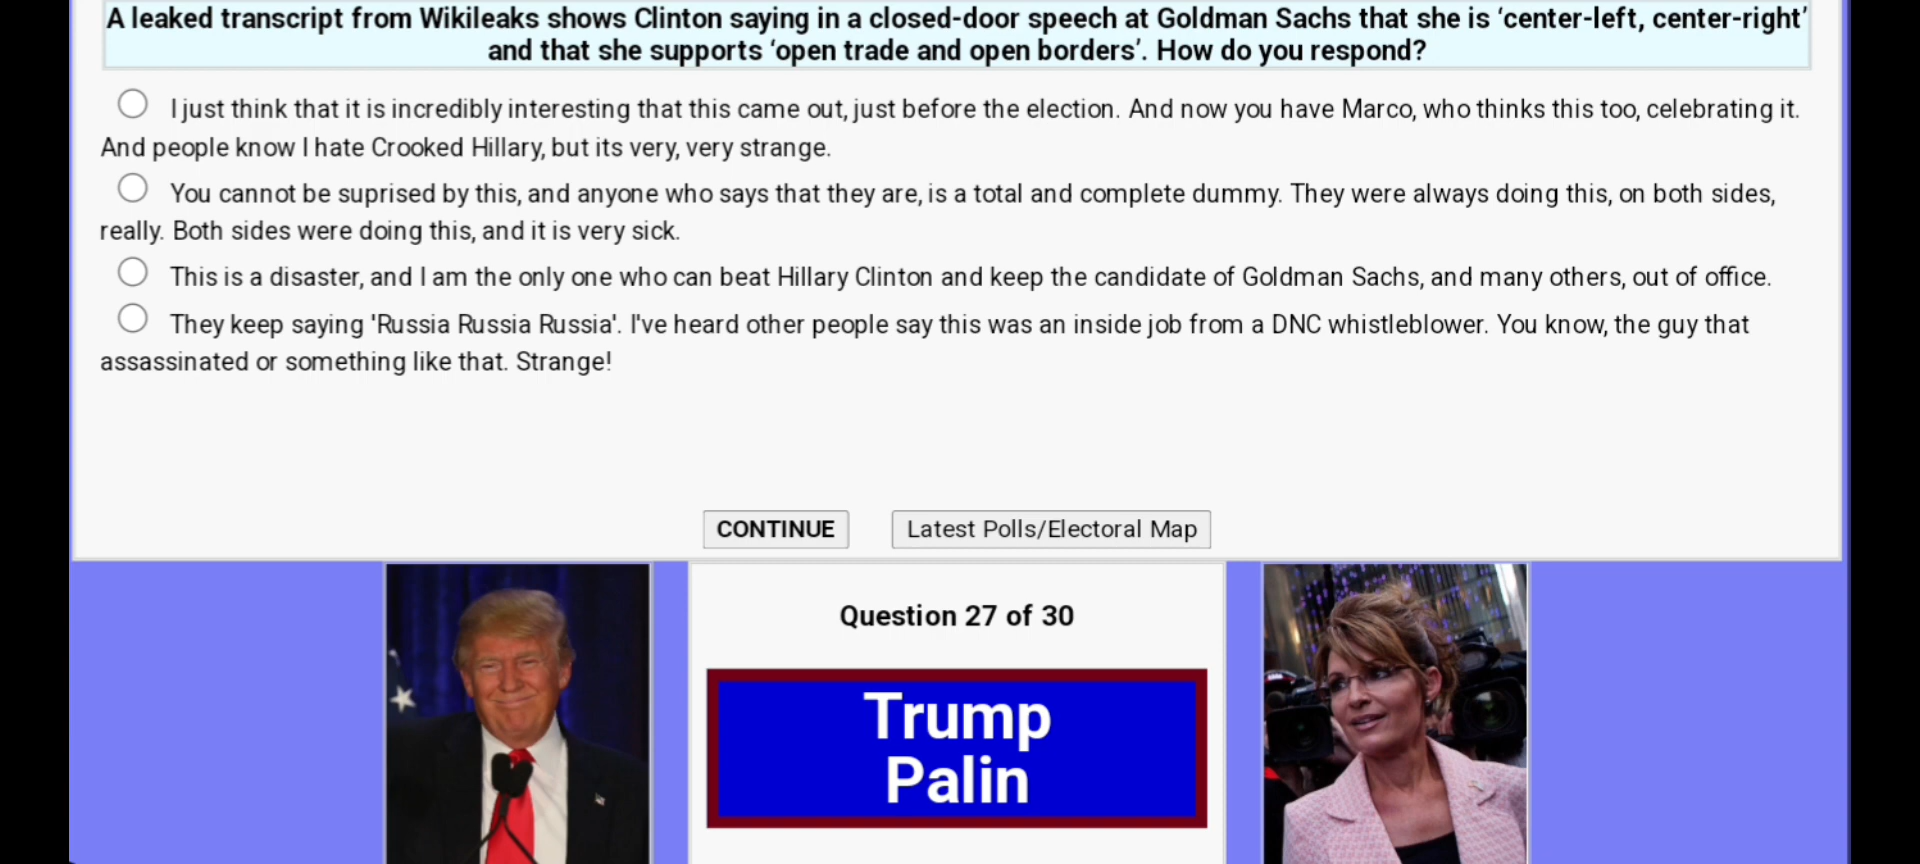 A leaked transcript from Wikileaks shows Clinton saying in a closed-door speech at Goldman Sachs that she is ‘center-left, center-right’
and that she supports ‘open trade and open borders’. How do you respond?
I just think that it is incredibly interesting that this came out, just before the election. And now you have Marco, who thinks this too, celebrating it.
And people know I hate Crooked Hillary, but its very, very strange.
You cannot be suprised by this, and anyone who says that they are, is a total and complete dummy. They were always doing this, on both sides,
really. Both sides were doing this, and it is very sick.
This is a disaster, and I am the only one who can beat Hillary Clinton and keep the candidate of Goldman Sachs, and many others, out of office.
They keep saying 'Russia Russia Russia'. I've heard other people say this was an inside job from a DNC whistleblower. You know, the guy that
assassinated or something like that. Strange!
CONTINUE
Latest Polls/Electoral Map
Question 27 of 30
Trump
Palin